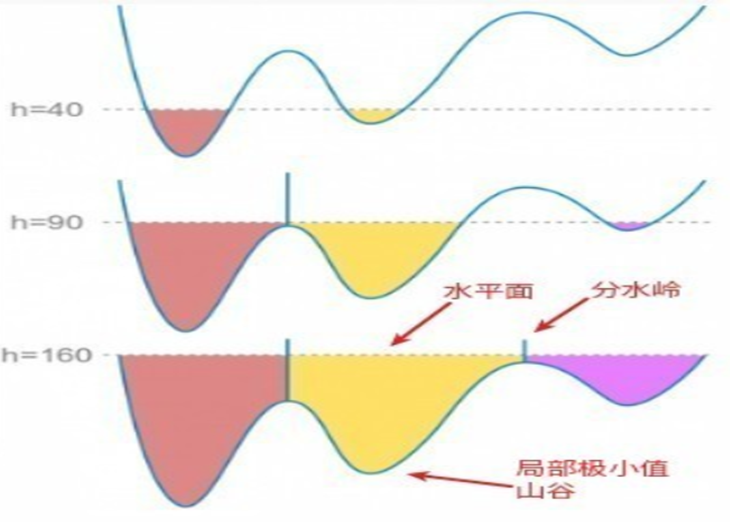 h=40
h=90
水平面
分水岭
h=160
局部极小值
山谷